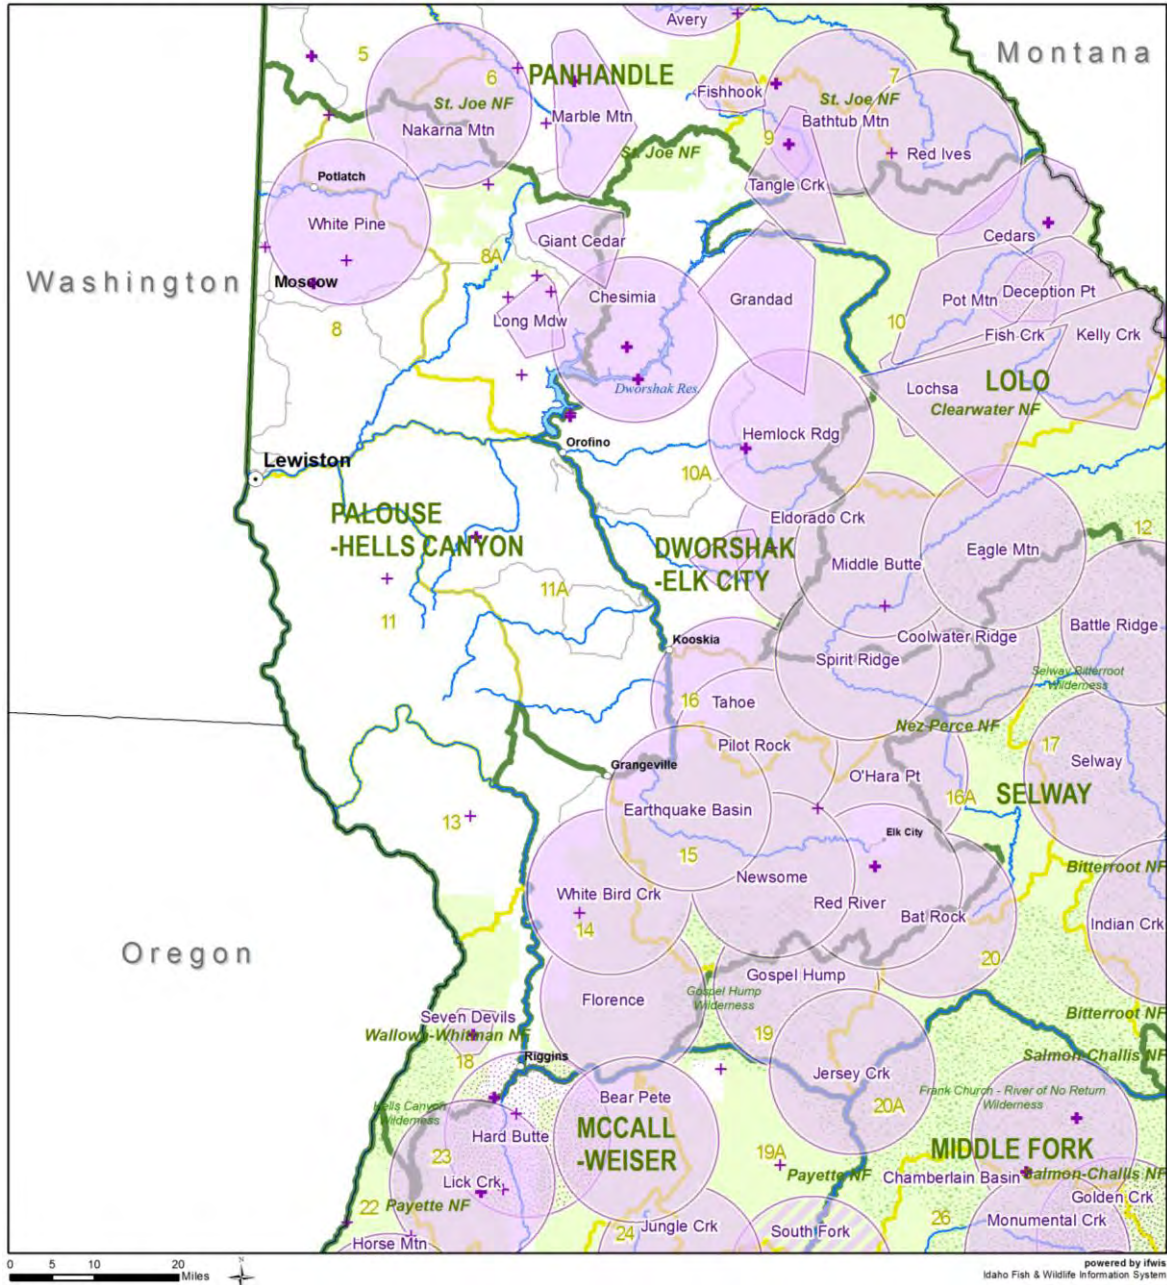 Avery
Montana
5
6
PANHANDLE
7
St. Joe NF
Fishhook
St. Joe NF
Nakarna Mtn
Marble Mtn
Bathtub Mtn
9
St. Joe NF
Red Ives
Potlatch
Tangle Crk
White Pine
Giant Cedar
Cedars
8A
Washington
Moscow
Chesimia
Grandad
Deception Pt
Pot Mtn
Long Mdw
10
8
Fish Crk
Kelly Crk
Dworshak Res.
Lochsa
LOLO
Clearwater NF
Hemlock Rdg
Orofino
Lewiston
10A
PALOUSE
-HELLS CANYON
Eldorado Crk
12
DWORSHAK
-ELK CITY
Eagle Mtn
Middle Butte
11A
11
Battle Ridge
Kooskia
Coolwater Ridge
Spirit Ridge
Selway-Bitterroot
Wilderness
16
Tahoe
Nez Perce NF
Pilot Rock
17
Grangeville
O'Hara Pt
Selway
16A
SELWAY
Earthquake Basin
13
Elk City
15
Bitterroot NF
Newsome
White Bird Crk
Red River
Bat Rock
14
Indian Crk
Oregon
20
Gospel Hump
Florence
Gospel Hump
Wilderness
Seven Devils
Wallowa-Whitman NF
19
Bitterroot NF
18
Riggins
Salmon-Challis NF
Jersey Crk
Bear Pete
Frank Church - River of No Return
Wilderness
Hells Canyon
Wilderness
20A
Hard Butte
MCCALL
-WEISER
23
19A
MIDDLE FORK
Lick Crk
Payette NF
Chamberlain Basin
Salmon-Challis NF
Payette NF
22
Golden Crk
Horse Mtn
24
Jungle Crk
South Fork
26
Monumental Crk
0 5 10 20
Miles
N
powered by ifwis
Idaho Fish & Wildlife Information System